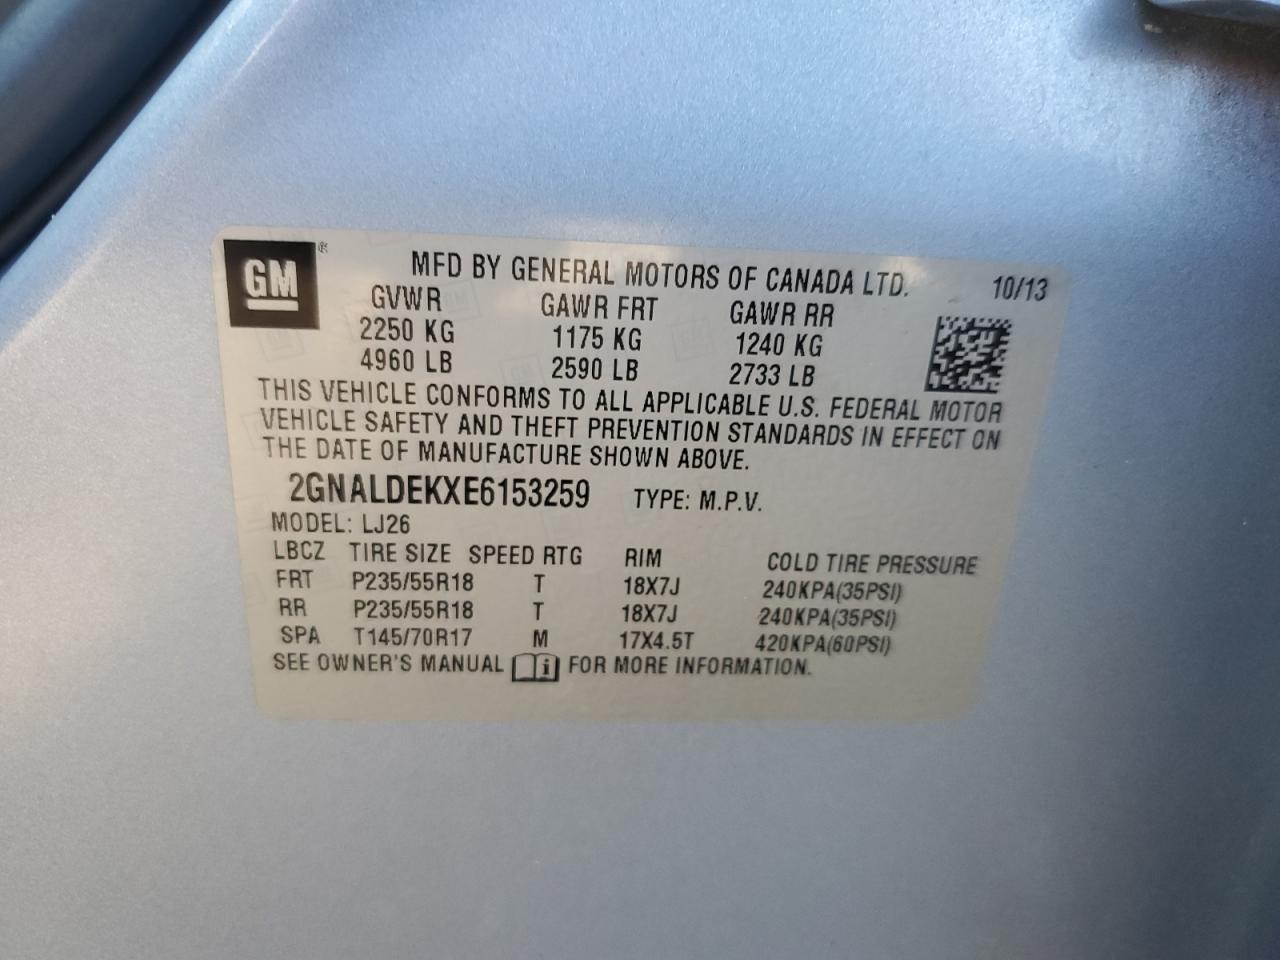 GM ®
MFD BY GENERAL MOTORS OF CANADA LTD. 10/13
GVWR GAWR FRT GAWR RR
2250 KG 1175 KG 1240 KG
4960 LB 2590 LB 2733 LB
THIS VEHICLE CONFORMS TO ALL APPLICABLE U.S. FEDERAL MOTOR
VEHICLE SAFETY AND THEFT PREVENTION STANDARDS IN EFFECT ON
THE DATE OF MANUFACTURE SHOWN ABOVE.
2GNALDEKXE6153259 TYPE: M.P.V.
MODEL: LJ26
LBCZ TIRE SIZE SPEED RTG RIM COLD TIRE PRESSURE
FRT P235/55R18 T 18X7J 240KPA(35PSI)
RR P235/55R18 T 18X7J 240KPA(35PSI)
SPA T145/70R17 M 17X4.5T 420KPA(60PSI)
SEE OWNER'S MANUAL i FOR MORE INFORMATION.